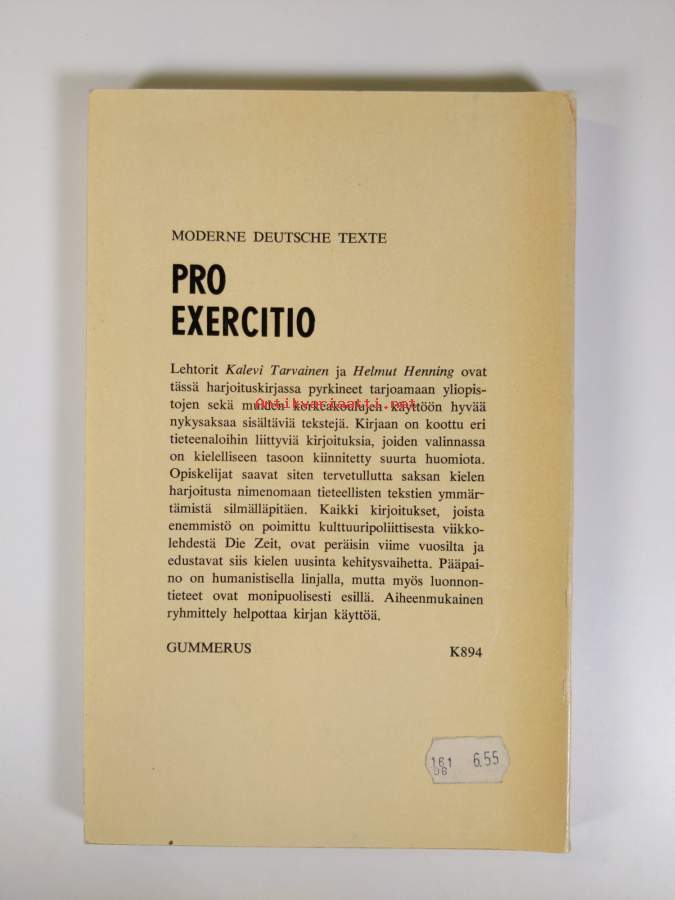 MODERNE DEUTSCHE TEXTE
PRO
EXERCITIO
Lehtorit Kalevi Tarvainen ja Helmut Henning ovat
tässä harjoituskirjassa pyrkineet tarjoamaan yliopis-
tojen sekä muiden korkeakoulujen käyttöön hyvää
Antikvariaatti.net
nykysaksaa sisältäviä tekstejä. Kirjaan on koottu eri
tieteenaloihin liittyviä kirjoituksia, joiden valinnassa
on kielelliseen tasoon kiinnitetty suurta huomiota.
Opiskelijat saavat siten tervetullutta saksan kielen
harjoitusta nimenomaan tieteellisten tekstien ymmär-
tämistä silmälläpitäen. Kaikki kirjoitukset, joista
enemmistö on poimittu kulttuuripoliittisesta viikko-
lehdestä Die Zeit, ovat peräisin viime vuosilta ja
edustavat siis kielen uusinta kehitysvaihetta. Pääpai-
no on humanistisella linjalla, mutta myös luonnon-
tieteet ovat monipuolisesti esillä. Aiheenmukainen
ryhmittely helpottaa kirjan käyttöä.
GUMMERUS K894
161 6.55
06